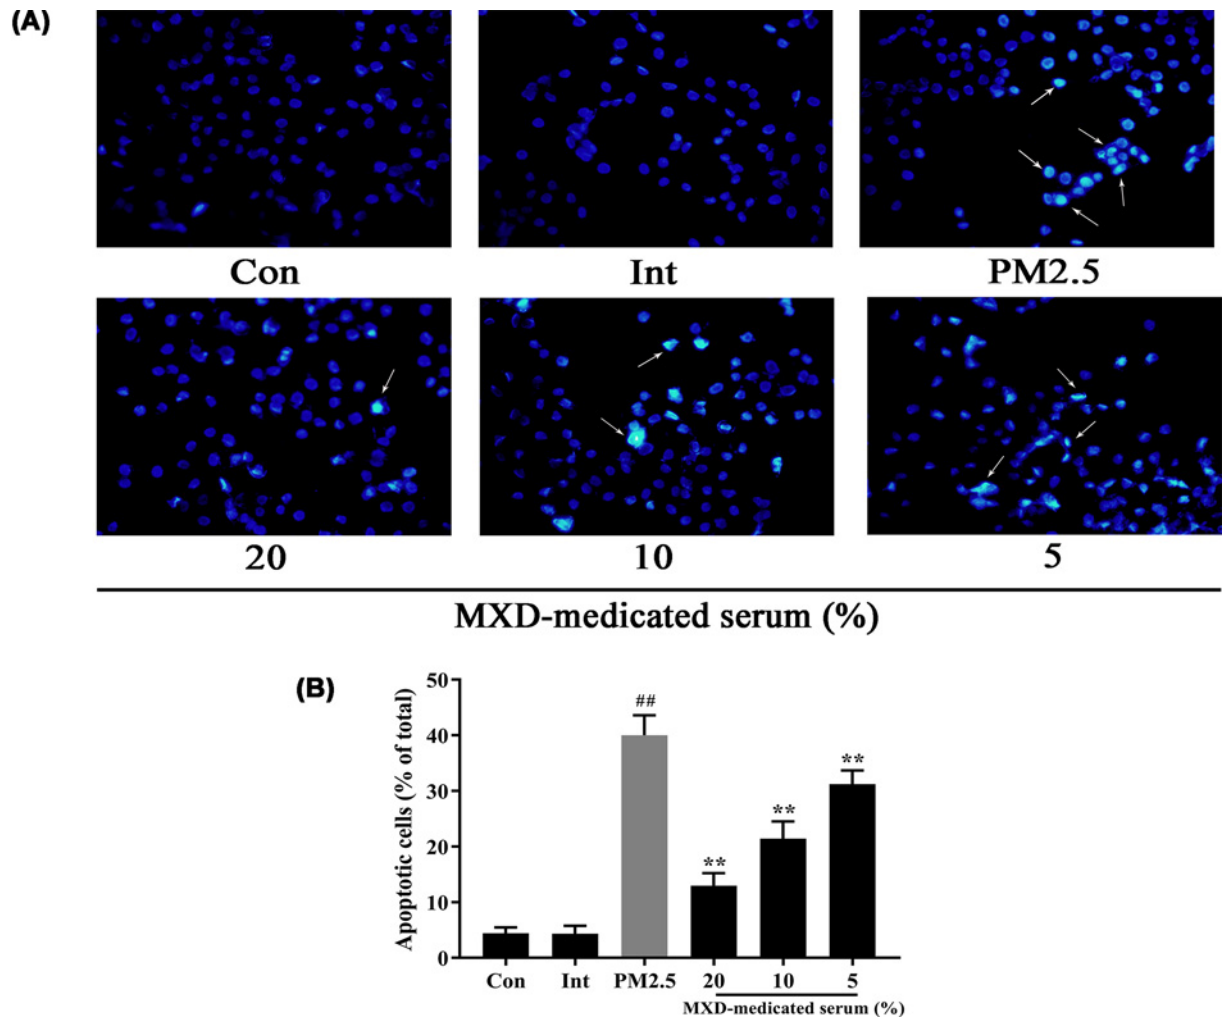 (A)
Con Int PM2.5
20 10 5
MXD-medicated serum (%)
(B)
Apoptotic cells (% of total)
50
40
30
20
10
0
##
**
**
**
Con Int PM2.5 20 10 5
MXD-medicated serum (%)